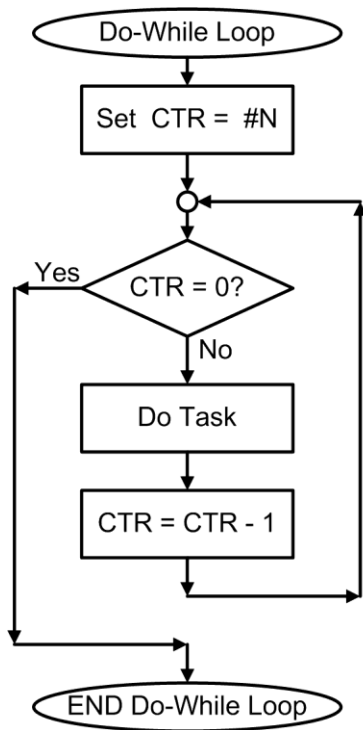 Do-While Loop
Set CTR = #N
CTR = 0?
Yes
No
Do Task
CTR = CTR - 1
END Do-While Loop